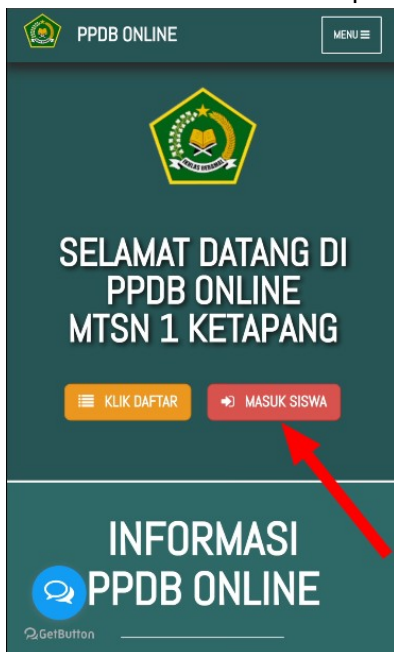 PPDB ONLINE
MENU
SELAMAT DATANG DI
PPDB ONLINE
MTSN 1 KETAPANG
KLIK DAFTAR
MASUK SISWA
INFORMASI
PPDB ONLINE
GetButton